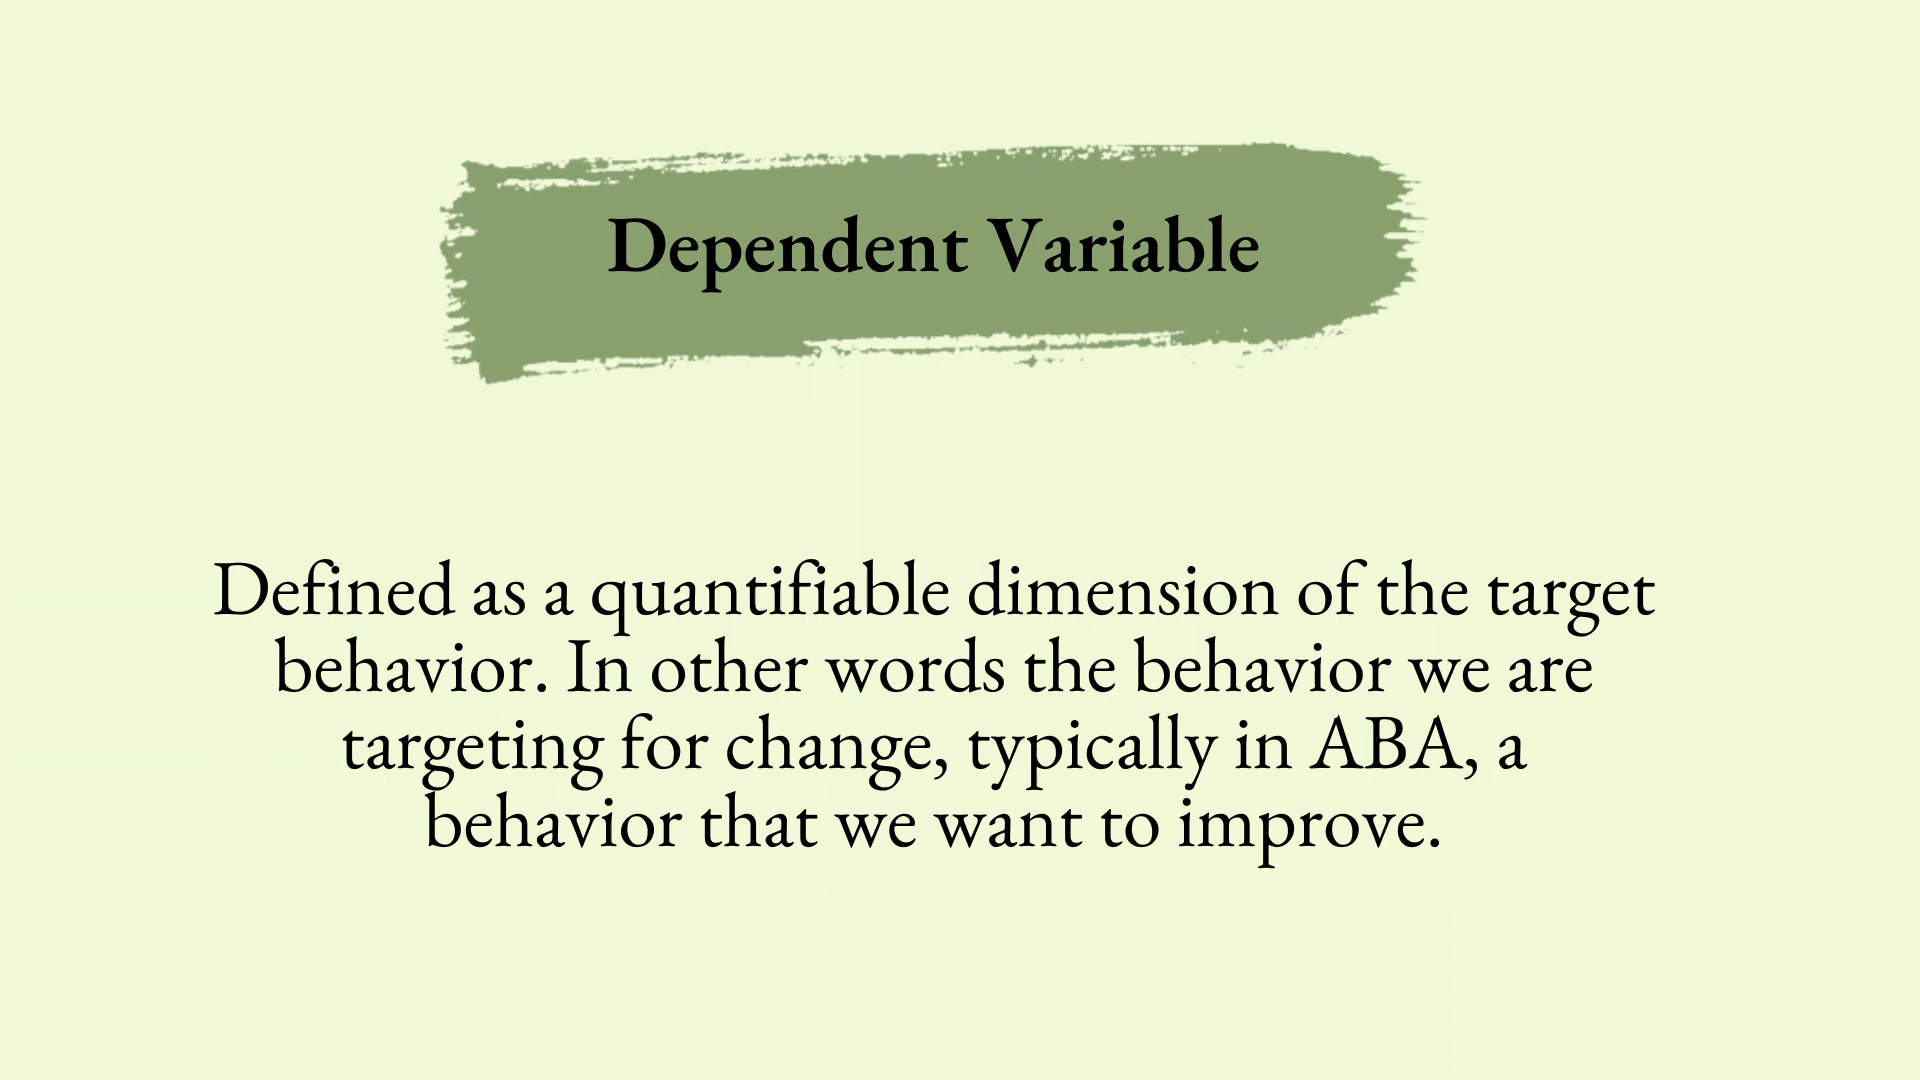 Dependent Variable
Defined as a quantifiable dimension of the target
behavior. In other words the behavior we are
targeting for change, typically in ABA, a
behavior that we want to improve.